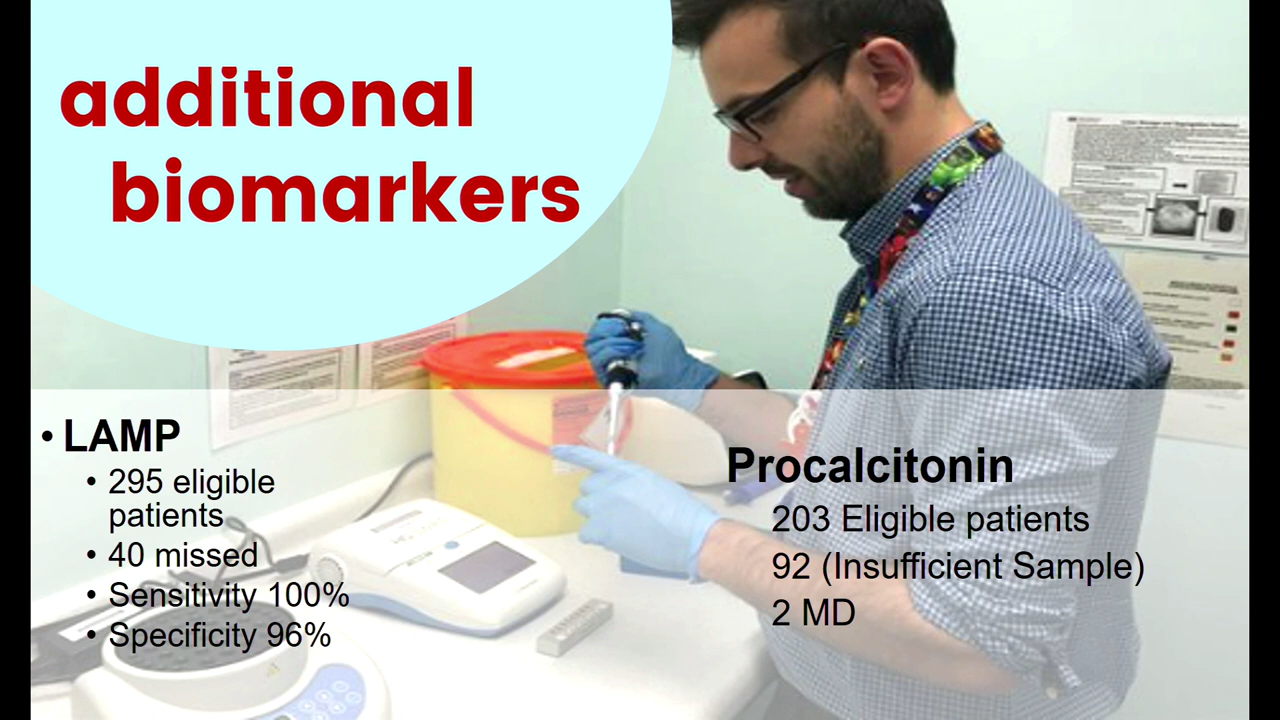 additional
biomarkers
• LAMP
• 295 eligible
patients
• 40 missed
• Sensitivity 100%
• Specificity 96%
Procalcitonin
203 Eligible patients
92 (Insufficient Sample)
2 MD